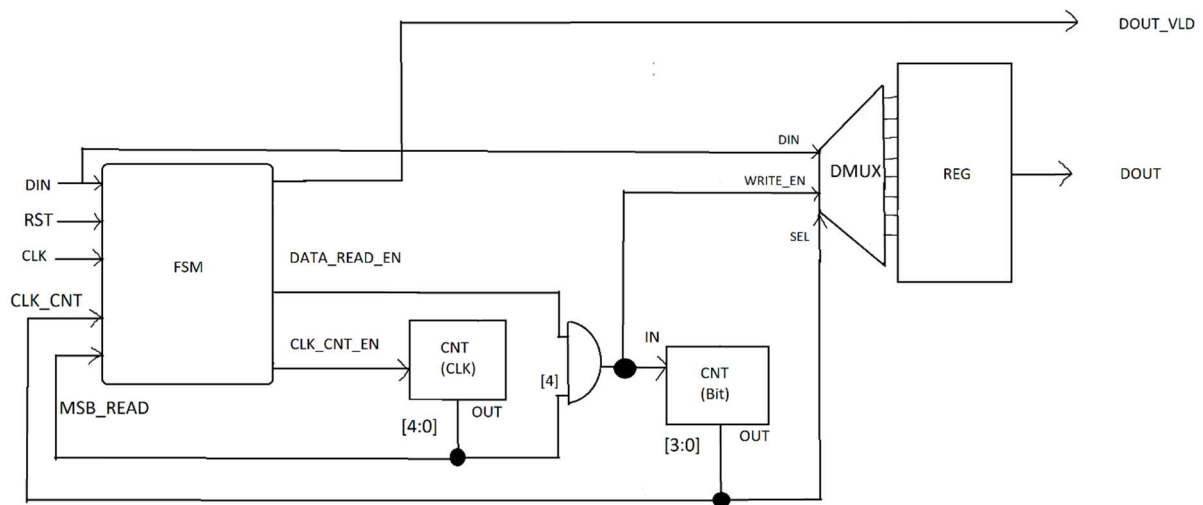 DOUT_VLD
DIN
DMUX
REG
DOUT
WRITE_EN
SEL
DIN
RST
CLK
CLK_CNT
MSB_READ
FSM
DATA_READ_EN
CLK_CNT_EN
CNT
(CLK)
[4:0]
OUT
[4]
IN
CNT
(Bit)
[3:0]
OUT